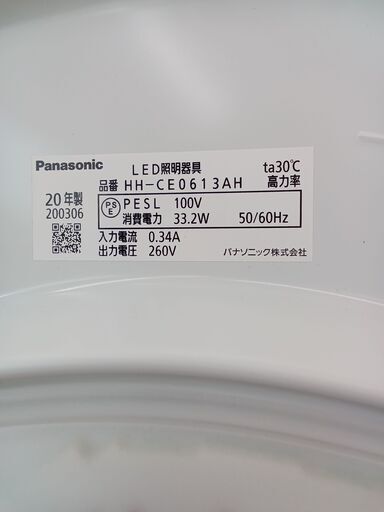 Panasonic
LED照明器具
ta30℃
品番 HH-CE0613AH
高力率
20年製
200306
PS
E
PESL 100V
消費電力 33.2W 50/60Hz
入力電流 0.34A
出力電圧 260V
パナソニック株式会社